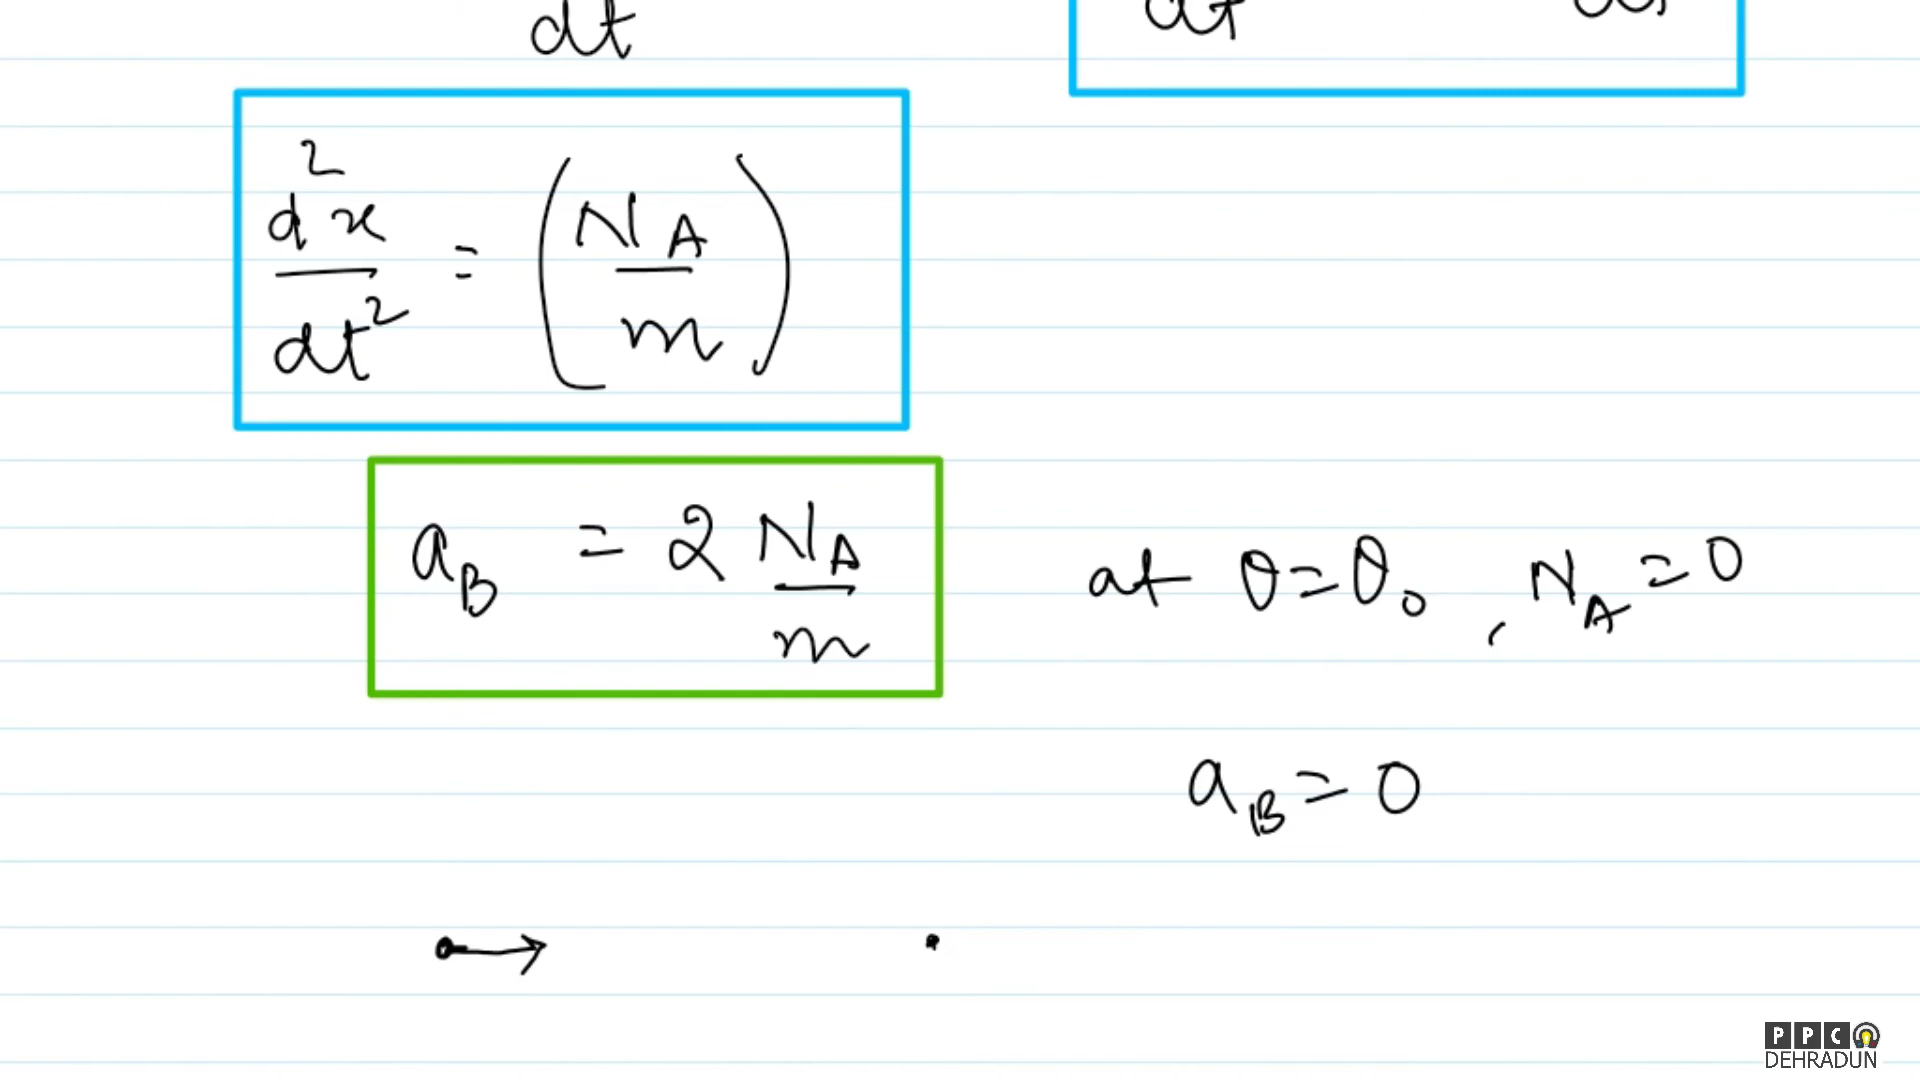 dt
d²x/dt² = (N_A/m)
a_B = 2 N_A/m
at θ=θ₀, N_A=0
a_B=0
PPC
DEHRADUN